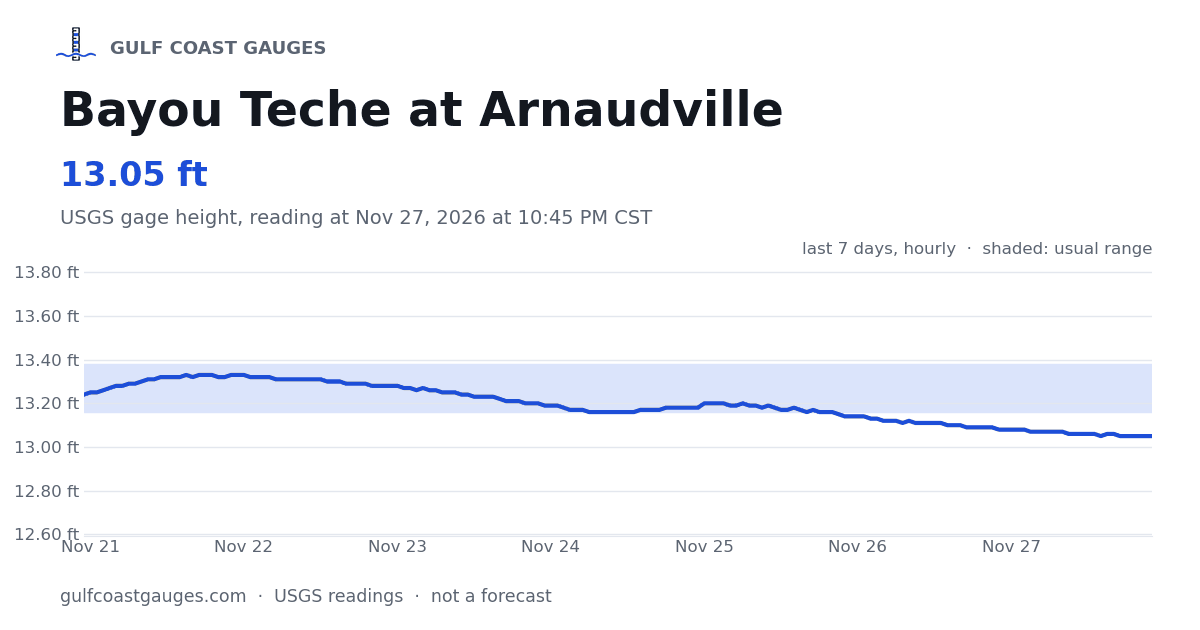 GULF COAST GAUGES
Bayou Teche at Arnaudville
13.05 ft
USGS gage height, reading at Nov 27, 2026 at 10:45 PM CST
last 7 days, hourly · shaded: usual range
13.80 ft
13.60 ft
13.40 ft
13.20 ft
13.00 ft
12.80 ft
12.60 ft
Nov 21 Nov 22 Nov 23 Nov 24 Nov 25 Nov 26 Nov 27
gulfcoastgauges.com · USGS readings · not a forecast